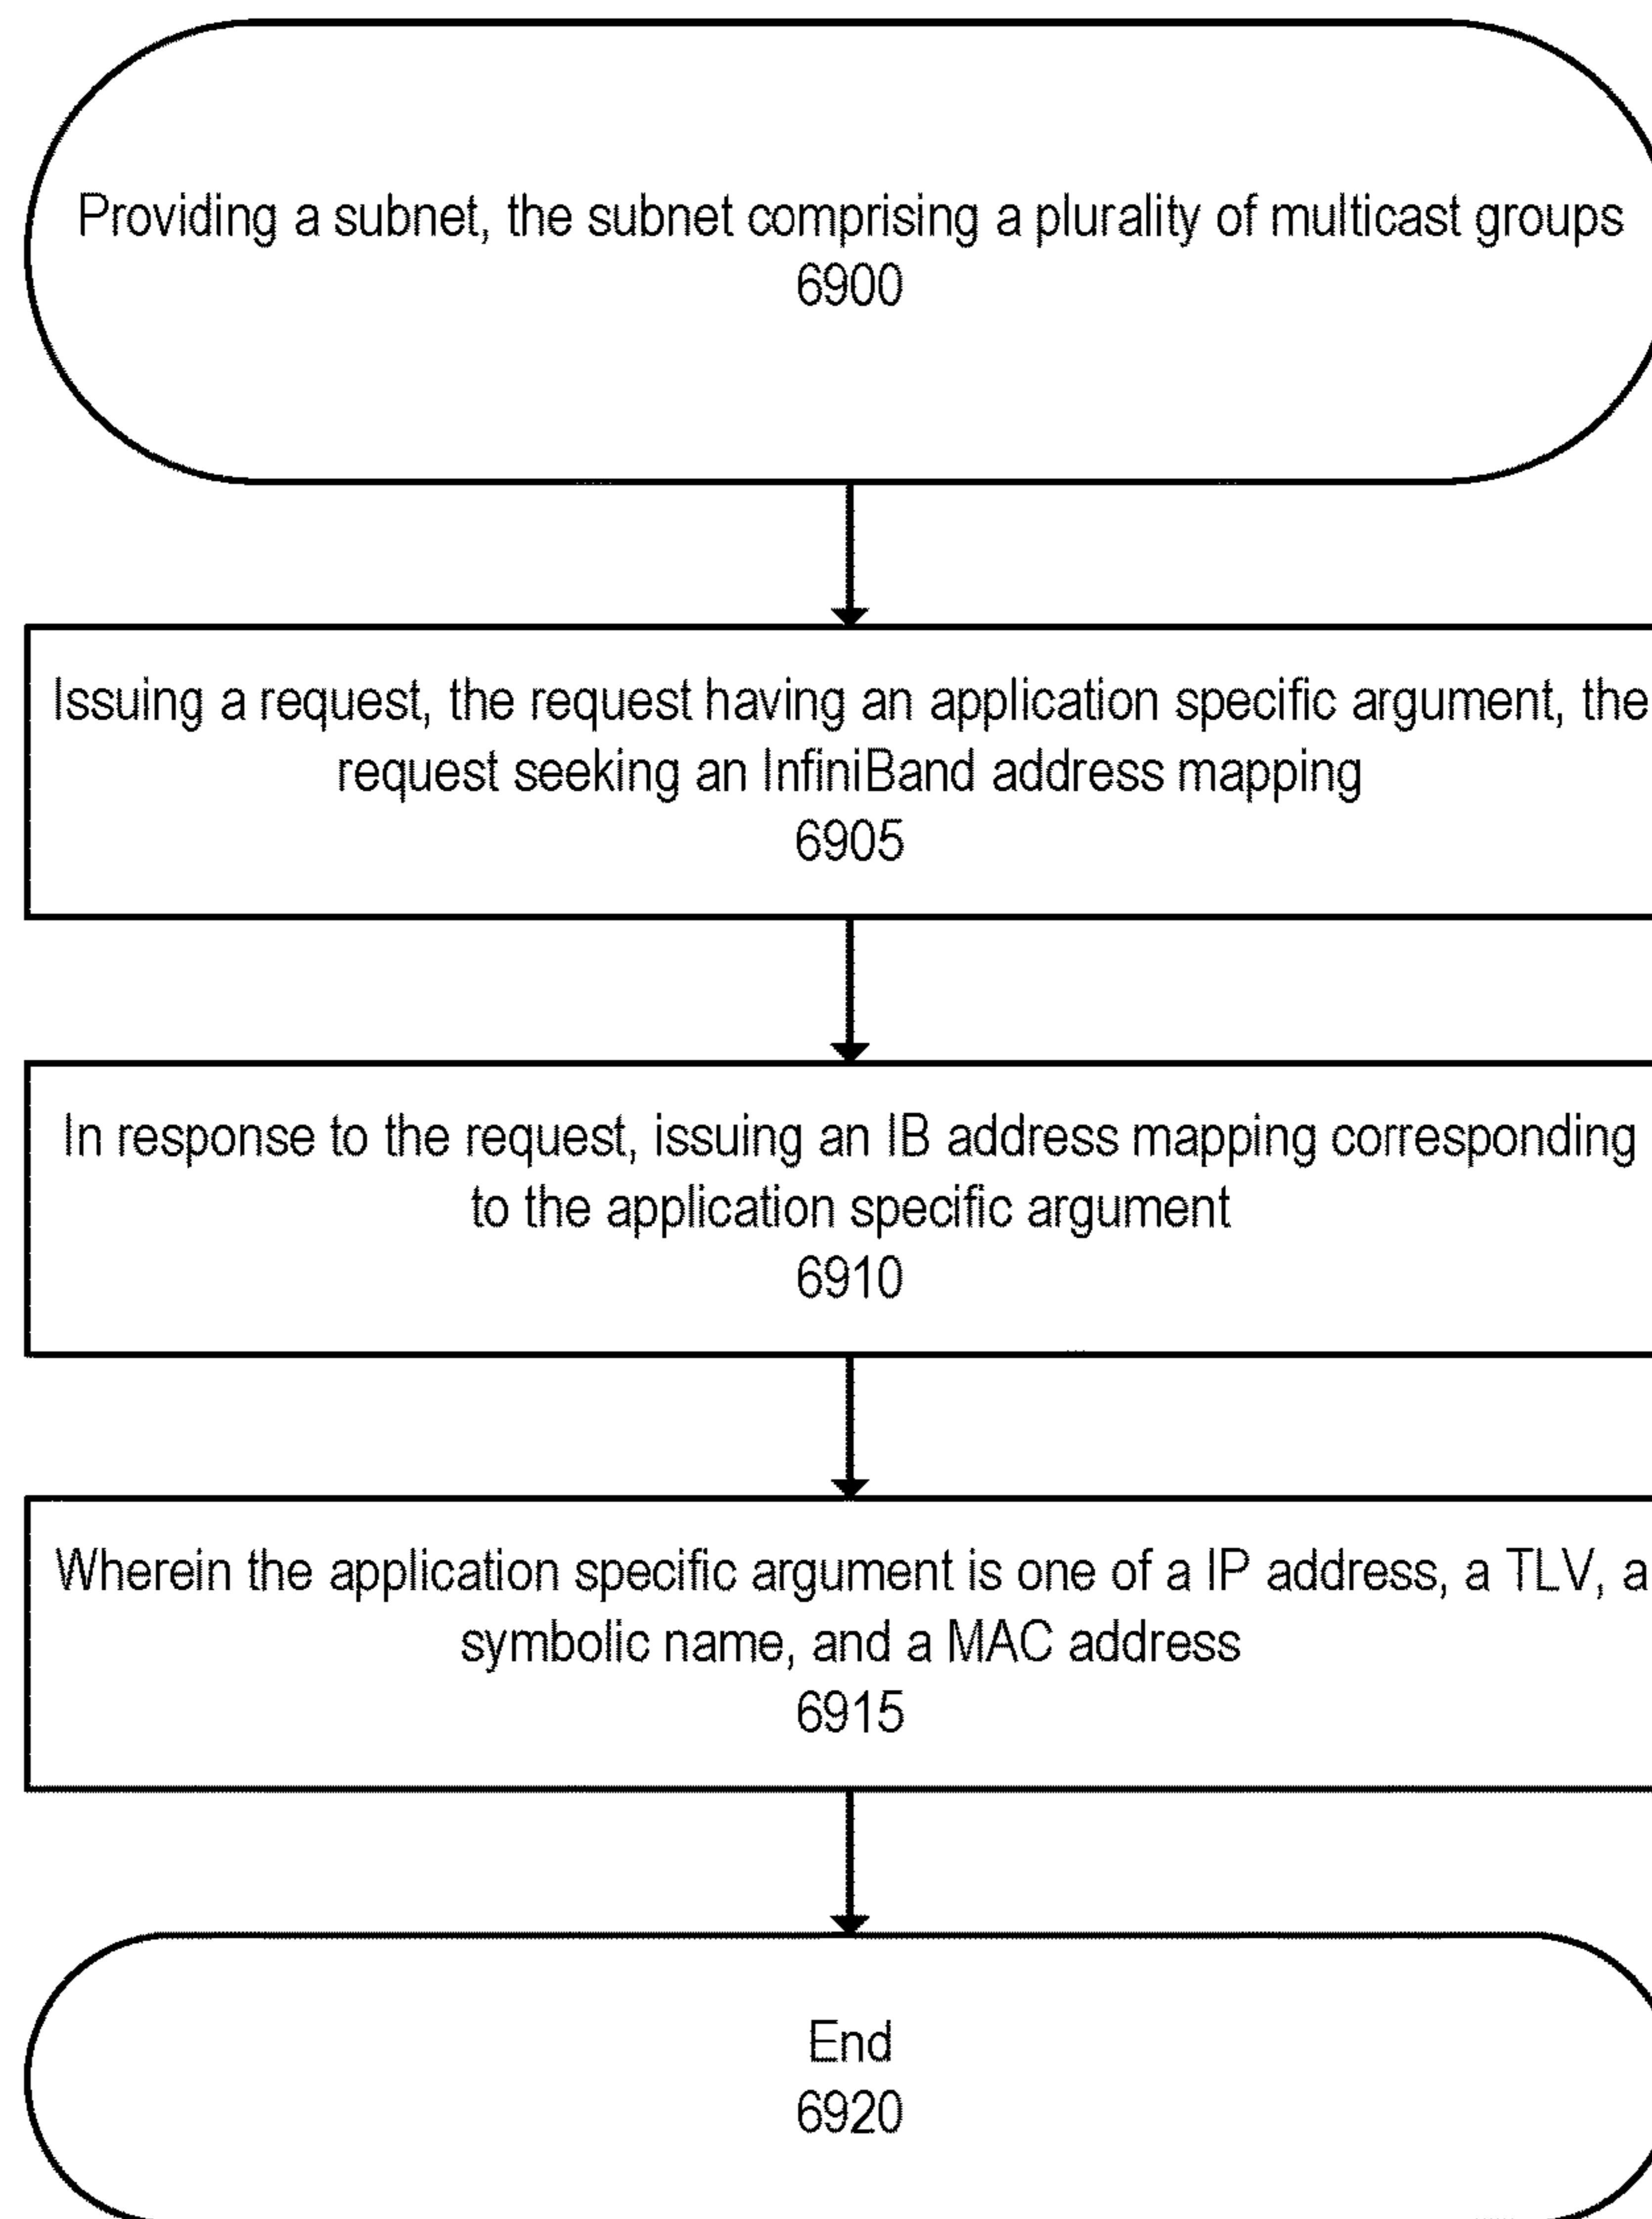 Providing a subnet, the subnet comprising a plurality of multicast groups
6900
Issuing a request, the request having an application specific argument, the
request seeking an InfiniBand address mapping
6905
In response to the request, issuing an IB address mapping corresponding
to the application specific argument
6910
Wherein the application specific argument is one of a IP address, a TLV, a
symbolic name, and a MAC address
6915
End
6920